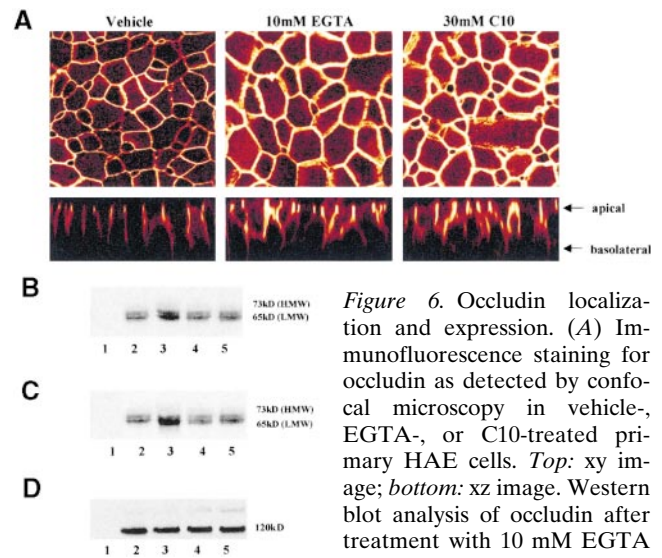 A
Vehicle
10mM EGTA
30mM C10
apical
basolateral
B
73kD (HMW)
65kD (LMW)
1 2 3 4 5
C
73kD (HMW)
65kD (LMW)
1 2 3 4 5
D
120kD
1 2 3 4 5
Figure 6. Occludin localiza-
tion and expression. (A) Im-
munofluorescence staining for
occludin as detected by confo-
cal microscopy in vehicle-,
EGTA-, or C10-treated pri-
mary HAE cells. Top: xy im-
age; bottom: xz image. Western
blot analysis of occludin after
treatment with 10 mM EGTA